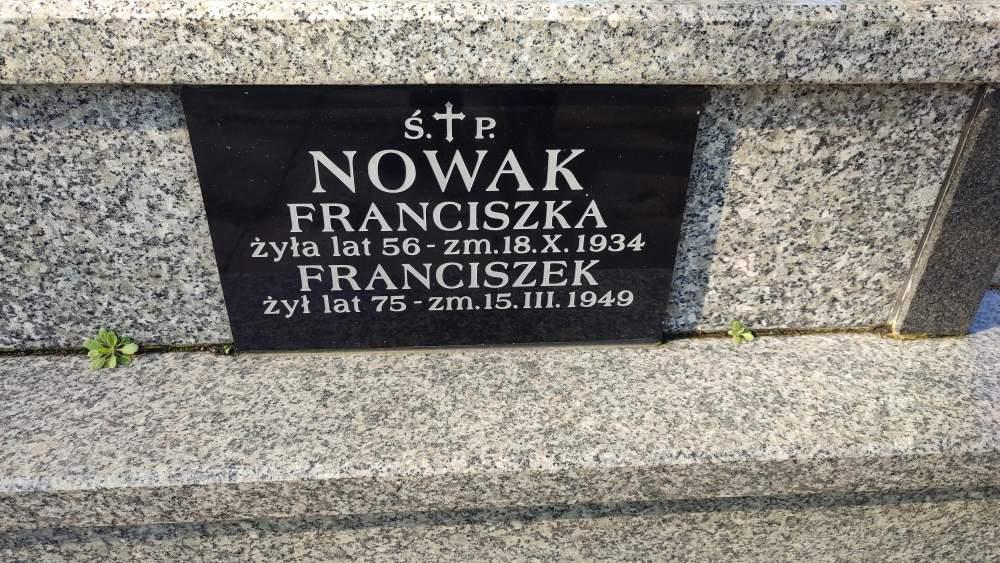 Ś. † P.
NOWAK
FRANCISZKA
żyła lat 56 - zm. 18. X. 1934
FRANCISZEK
żył lat 75 - zm. 15. III. 1949